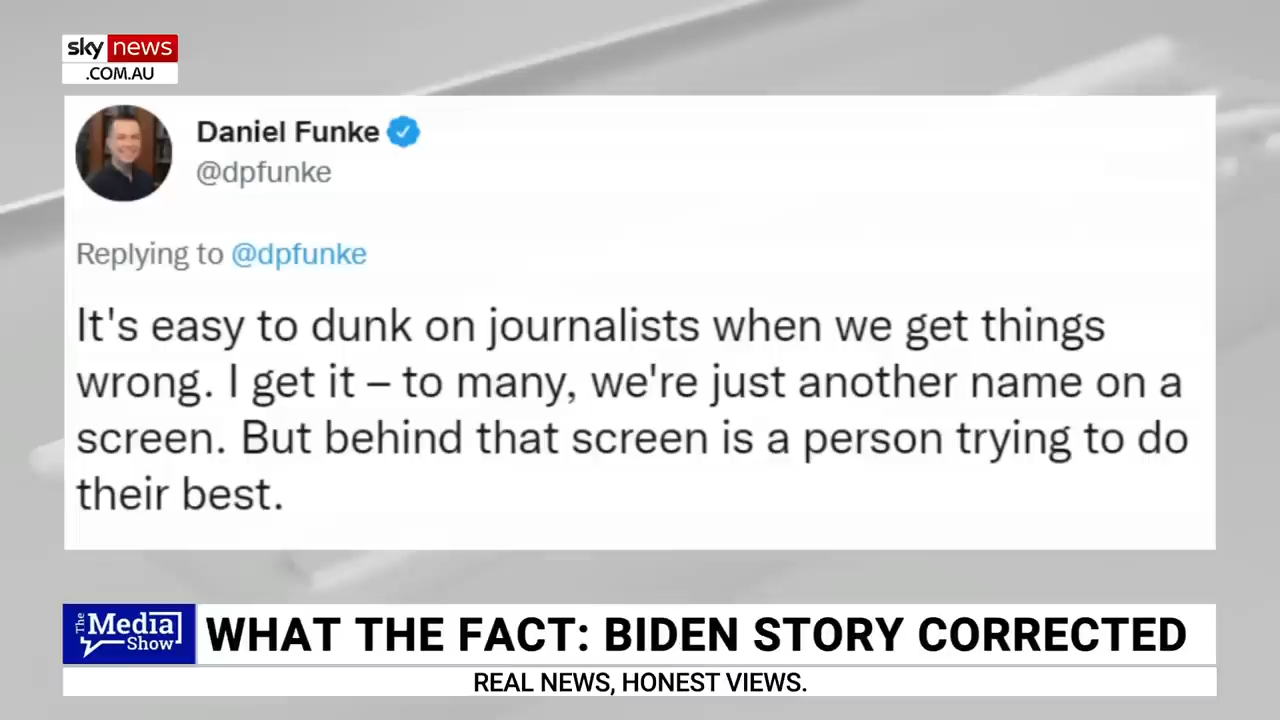 sky news
.COM.AU
Daniel Funke
@dpfunke
Replying to @dpfunke
It's easy to dunk on journalists when we get things
wrong. I get it – to many, we're just another name on a
screen. But behind that screen is a person trying to do
their best.
The Media Show
WHAT THE FACT: BIDEN STORY CORRECTED
REAL NEWS, HONEST VIEWS.